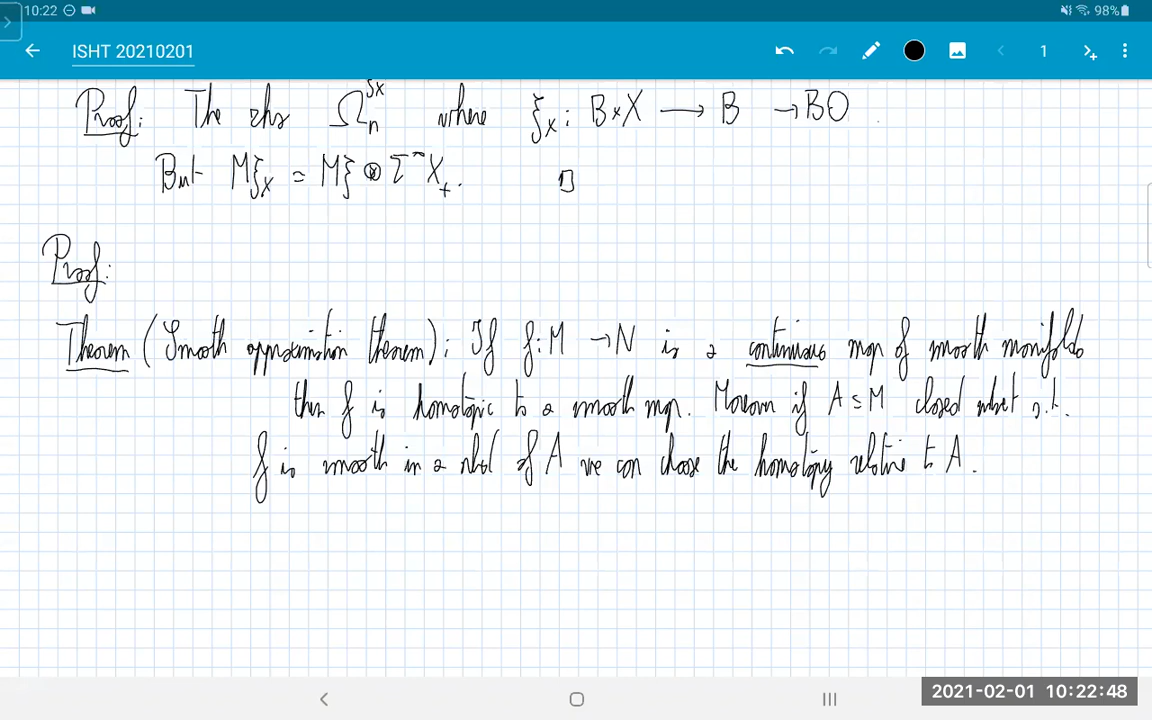 10:22
98%
ISHT 20210201
1
Proof: The rhs Ω_n^{ξ_X} where ξ_X : B×X → B → BO
But Mξ_X = Mξ ⊗ Σ^∞ X_+. □
Proof:
Theorem (Smooth approximation theorem): If f: M → N is a continuous map of smooth manifolds
then f is homotopic to a smooth map. Moreover if A ⊆ M closed subset s.t.
f is smooth in a nbd of A we can choose the homotopy relative to A.
2021-02-01 10:22:48